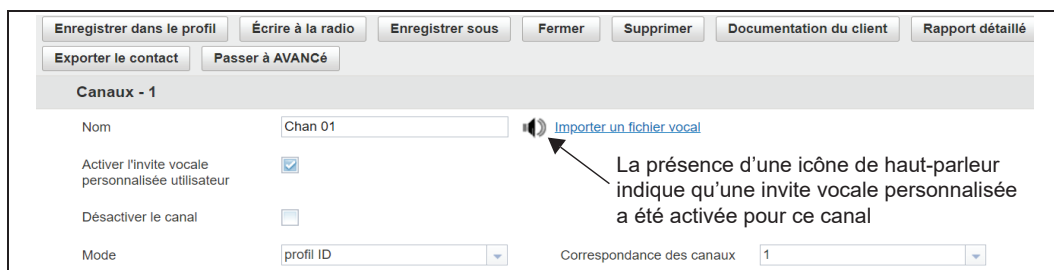 Enregistrer dans le profil Écrire à la radio Enregistrer sous Fermer Supprimer Documentation du client Rapport détaillé
Exporter le contact Passer à AVANCé
Canaux - 1
Nom Chan 01 Importer un fichier vocal
Activer l'invite vocale
personnalisée utilisateur
La présence d'une icône de haut-parleur
indique qu'une invite vocale personnalisée
a été activée pour ce canal
Désactiver le canal
Mode profil ID Correspondance des canaux 1